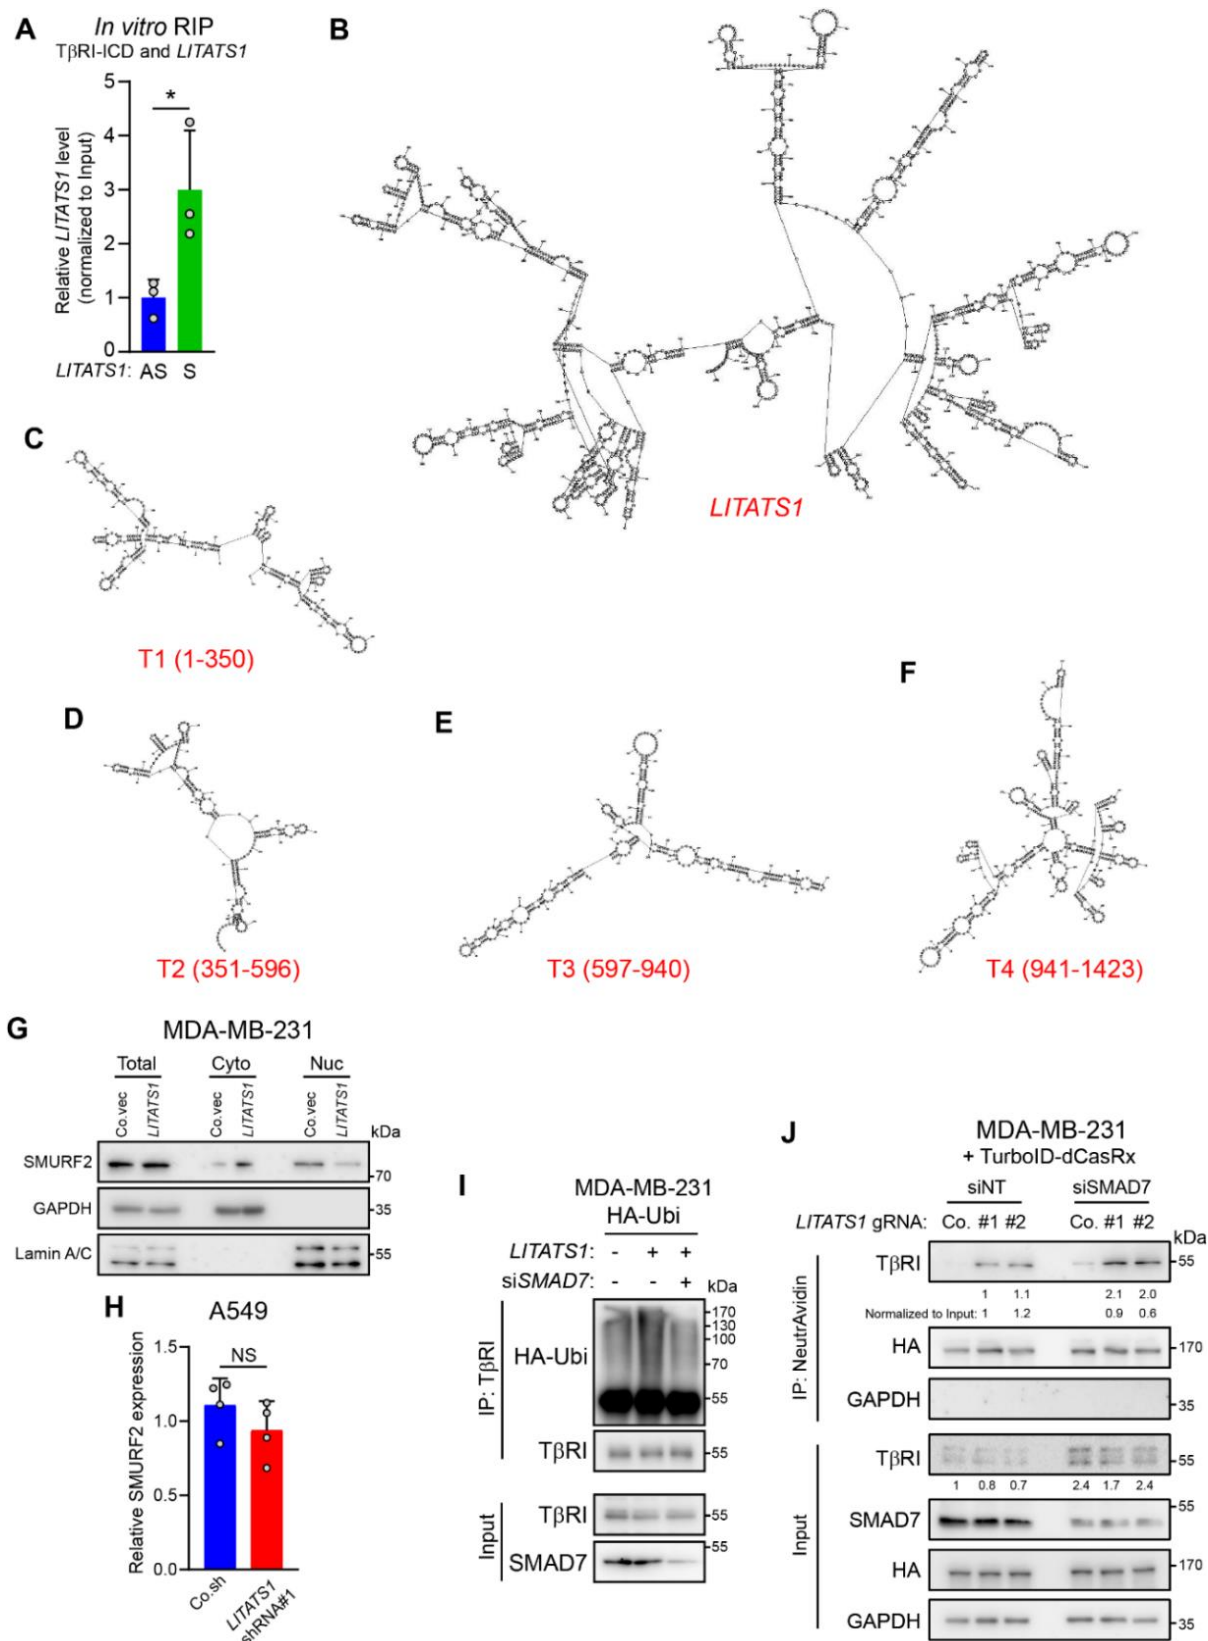 A
In vitro RIP
TβRI-ICD and LITATS1
*
Relative LITATS1 level
(normalized to Input)
5
4
3
2
1
0
LITATS1: AS S
B
LITATS1
C
T1 (1-350)
D
T2 (351-596)
E
T3 (597-940)
F
T4 (941-1423)
G
MDA-MB-231
Total Cyto Nuc
Co.vec LITATS1 Co.vec LITATS1 Co.vec LITATS1
kDa
SMURF2
70
GAPDH
35
Lamin A/C
55
H
A549
NS
Relative SMURF2 expression
1.5
1.0
0.5
0.0
Co.sh
LITATS1
shRNA#1
I
MDA-MB-231
HA-Ubi
LITATS1: - + +
siSMAD7: - - +
kDa
IP: TβRI
HA-Ubi
170
130
100
70
55
TβRI
55
Input
TβRI
55
SMAD7
55
J
MDA-MB-231
+ TurboID-dCasRx
siNT siSMAD7
LITATS1 gRNA: Co. #1 #2 Co. #1 #2
kDa
IP: NeutrAvidin
TβRI
55
1 1.1 2.1 2.0
Normalized to Input: 1 1.2 0.9 0.6
HA
170
GAPDH
35
Input
TβRI
55
1 0.8 0.7 2.4 1.7 2.4
SMAD7
55
HA
170
GAPDH
35